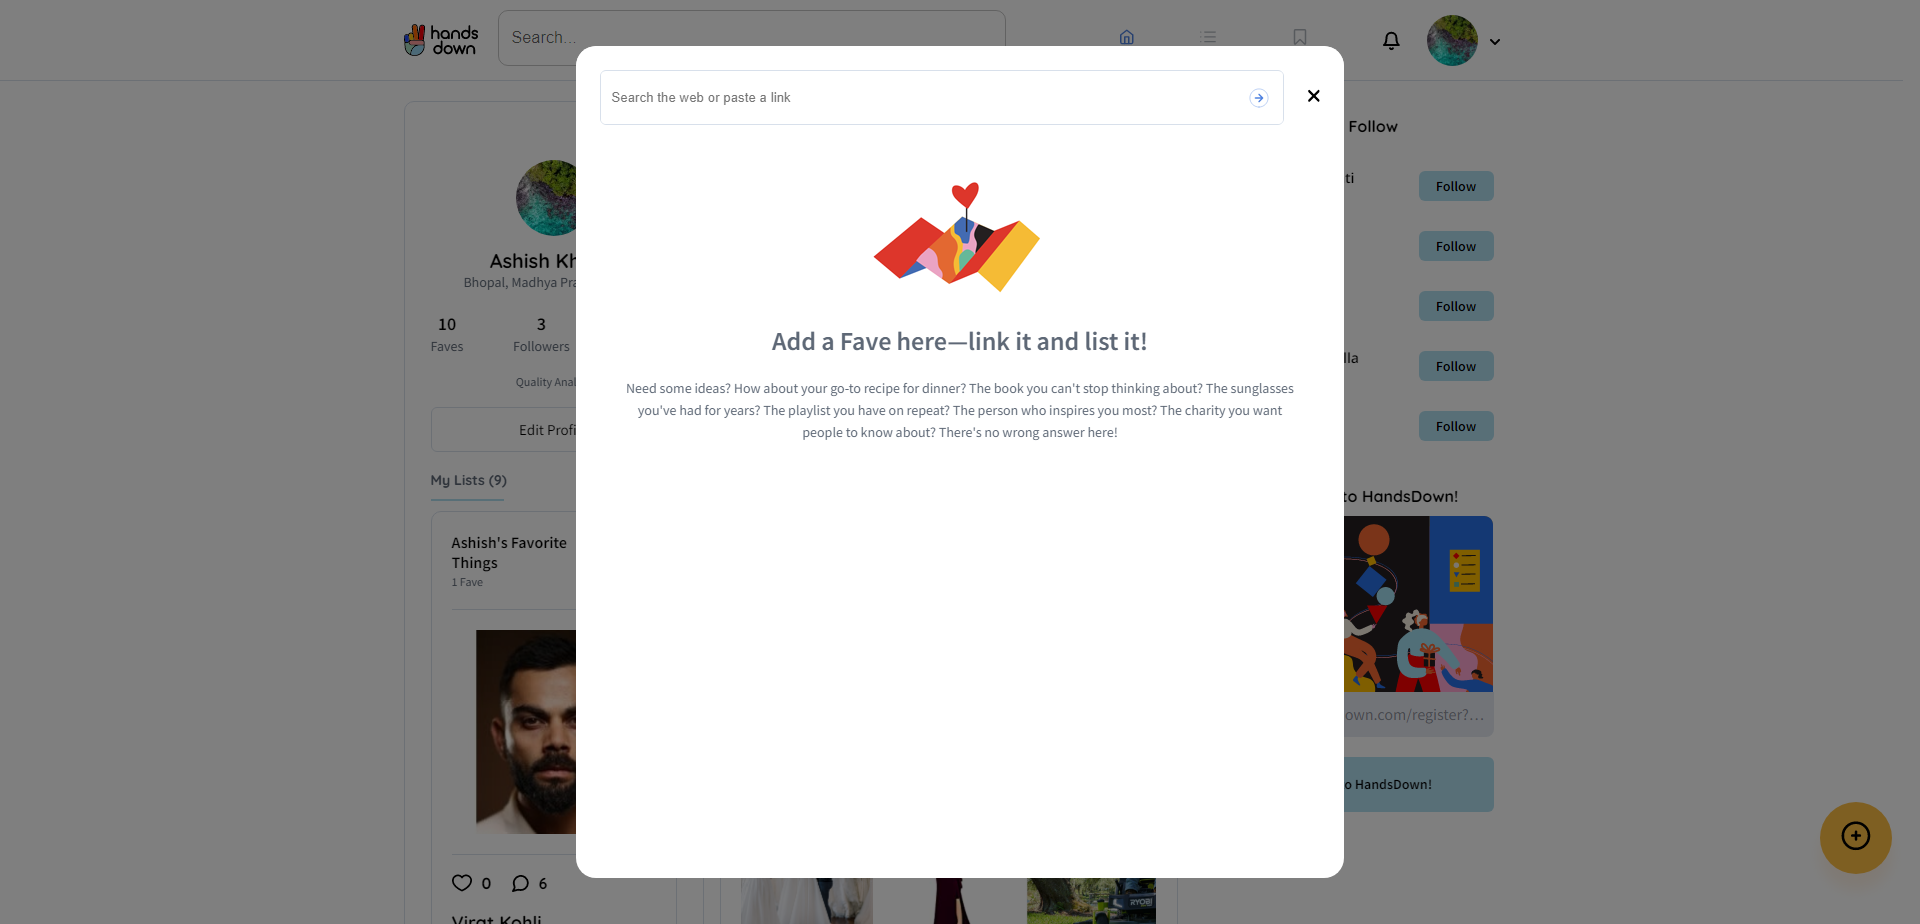 hands
down
Search...
Search the web or paste a link
Add a Fave here—link it and list it!
Need some ideas? How about your go-to recipe for dinner? The book you can't stop thinking about? The sunglasses
you've had for years? The playlist you have on repeat? The person who inspires you most? The charity you want
people to know about? There's no wrong answer here!
Ashish Kh
Bhopal, Madhya Pra
10
3
Faves
Followers
Quality Anal
Edit Profi
My Lists (9)
Ashish's Favorite
Things
1 Fave
0
6
Virat Kohli
Follow
ti
Follow
Follow
Follow
lla
Follow
Follow
to HandsDown!
own.com/register?...
o HandsDown!
RYOBI